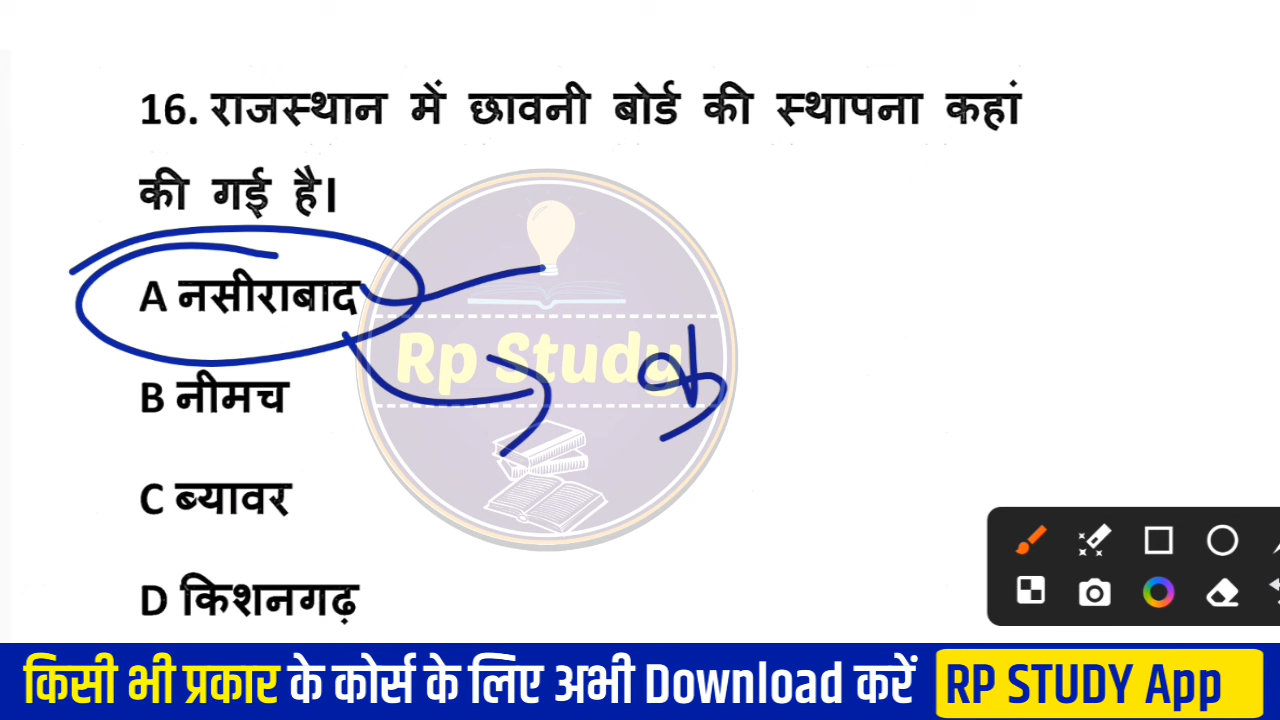 16. राजस्थान में छावनी बोर्ड की स्थापना कहां
की गई है।
A नसीराबाद
Rp Study
B नीमच
C ब्यावर
D किशनगढ़
किसी भी प्रकार के कोर्स के लिए अभी Download करें RP STUDY App